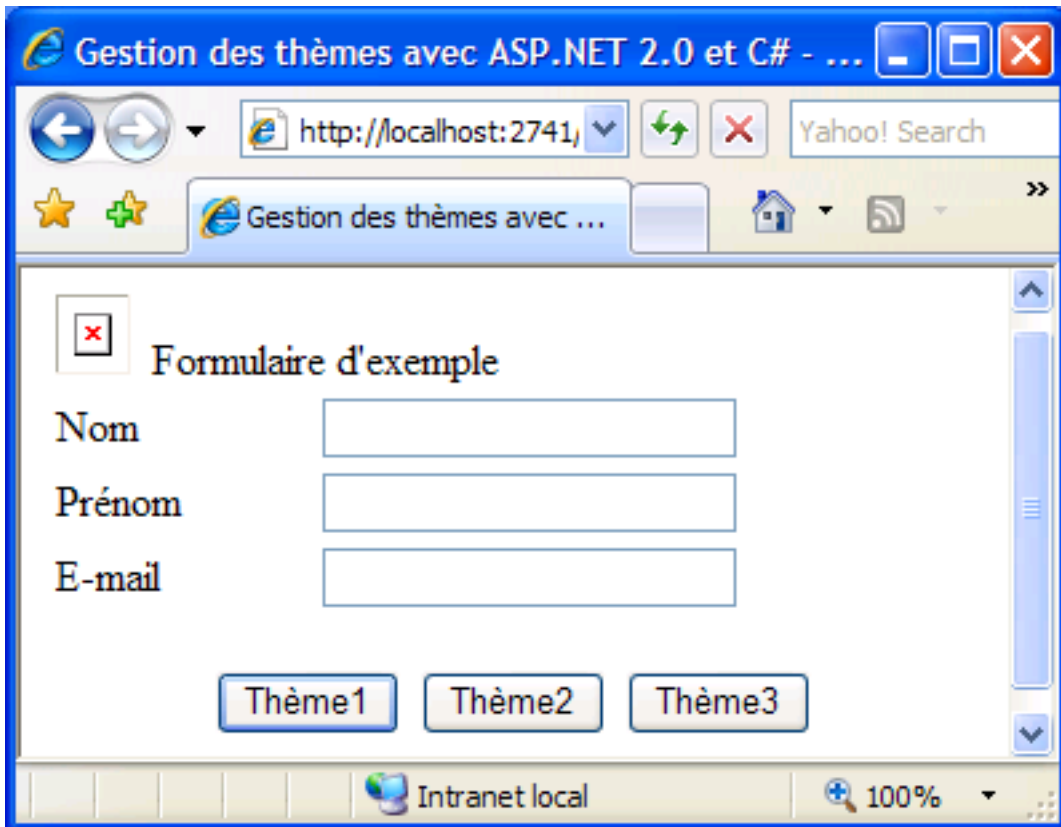 Gestion des thèmes avec ASP.NET 2.0 et C# - ...
http://localhost:2741/
Yahoo! Search
Gestion des thèmes avec ...
Formulaire d'exemple
Nom
Prénom
E-mail
Thème1 Thème2 Thème3
Intranet local 100%